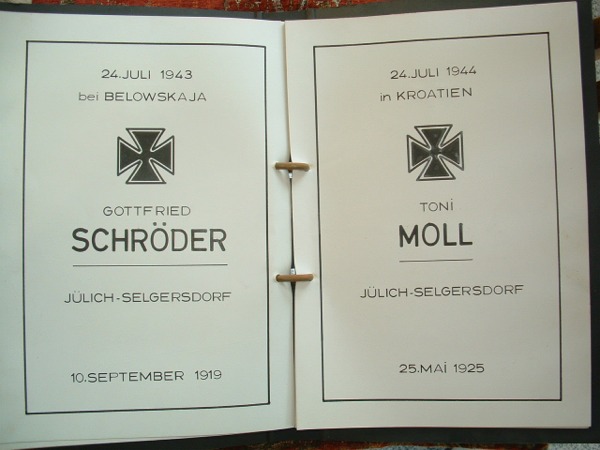 24.JULI 1943
bei BELOWSKAJA
GOTTFRIED
SCHRÖDER
JÜLICH-SELGERSDORF
10.SEPTEMBER 1919
24.JULI 1944
in KROATIEN
TONi
MOLL
JÜLICH-SELGERSDORF
25.MAi 1925